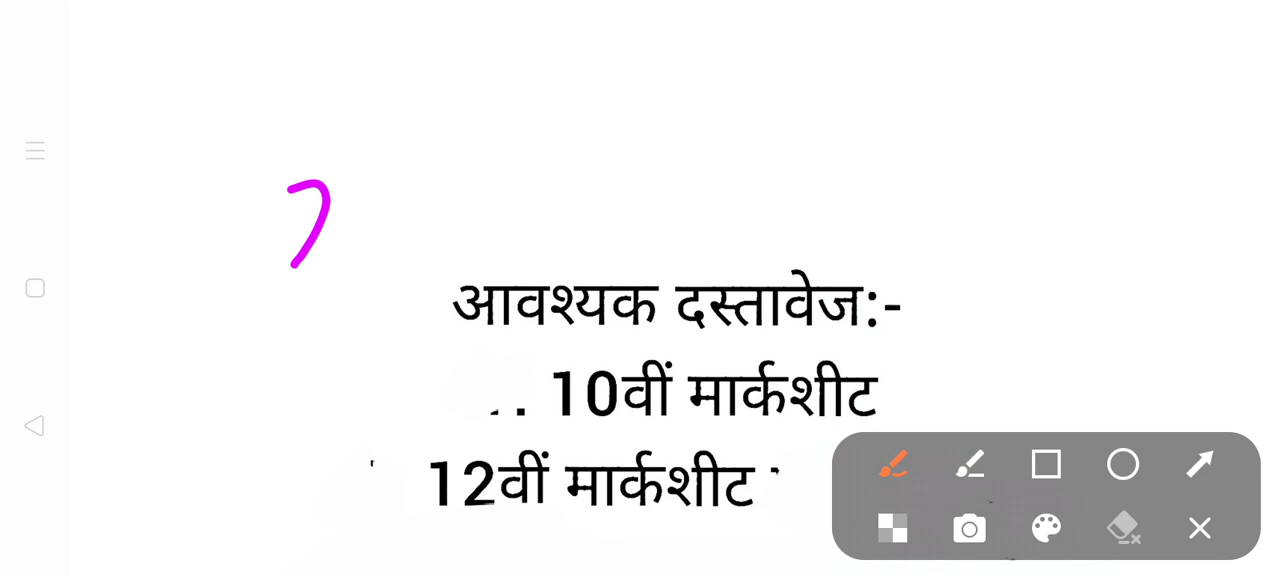 आवश्यक दस्तावेज:-
. 10वीं मार्कशीट
12वीं मार्कशीट